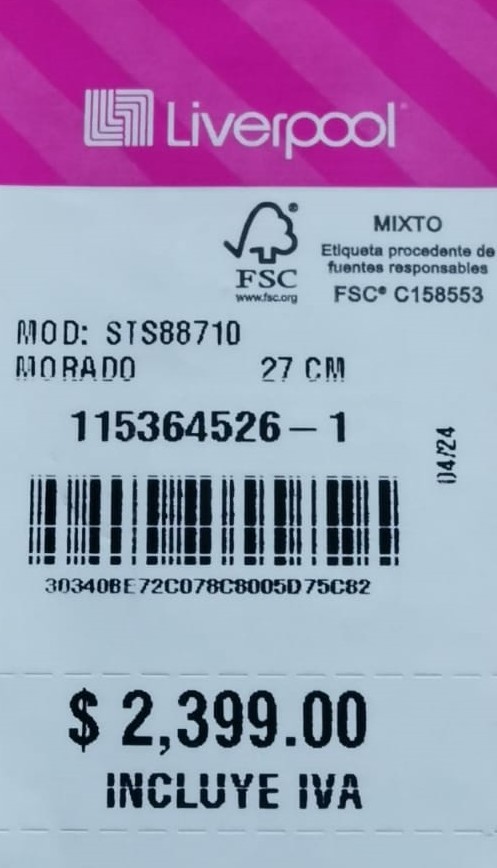 Liverpool
MIXTO
Etiqueta procedente de
fuentes responsables
FSC® C158553
FSC
www.fsc.org
MOD: STS88710
MORADO 27 CM
115364526-1
04/24
30340BE72C078C8005D75C82
$ 2,399.00
INCLUYE IVA